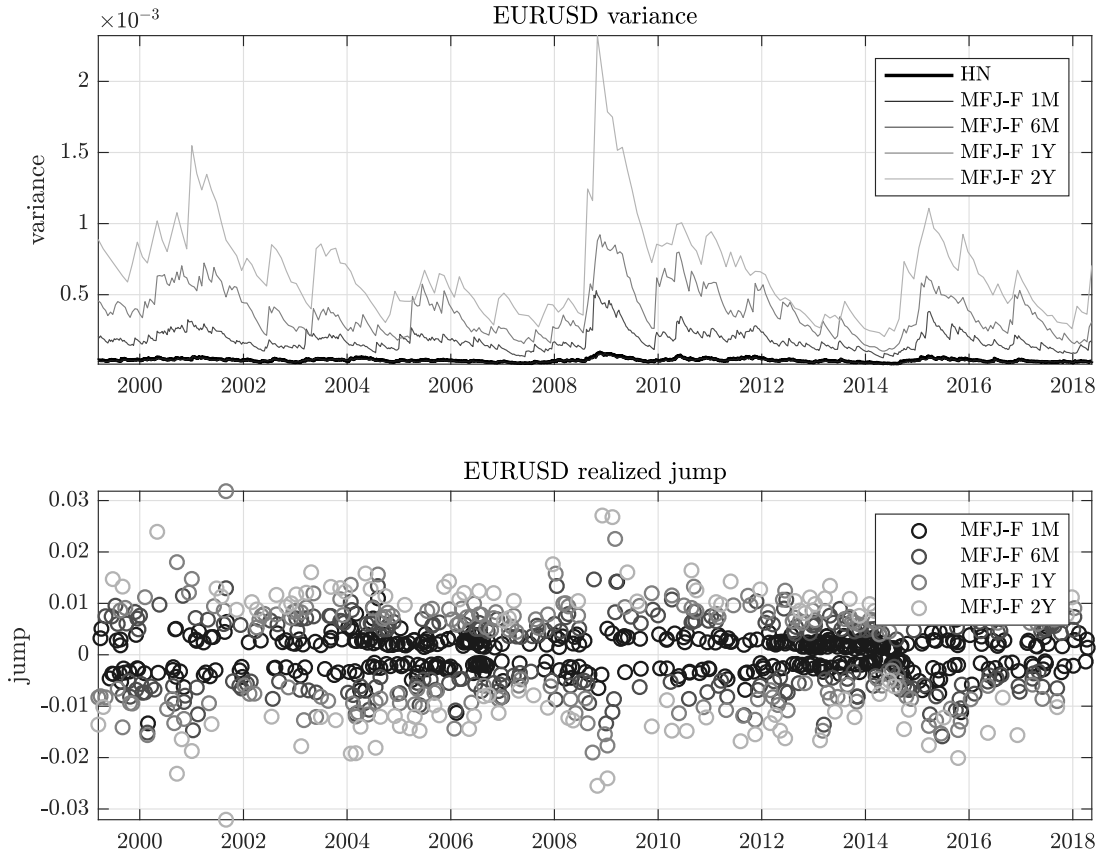 ×10⁻³
EURUSD variance
2
1.5
1
0.5
variance
HN
MFJ-F 1M
MFJ-F 6M
MFJ-F 1Y
MFJ-F 2Y
2000 2002 2004 2006 2008 2010 2012 2014 2016 2018
EURUSD realized jump
0.03
0.02
0.01
0
-0.01
-0.02
-0.03
jump
MFJ-F 1M
MFJ-F 6M
MFJ-F 1Y
MFJ-F 2Y
2000 2002 2004 2006 2008 2010 2012 2014 2016 2018